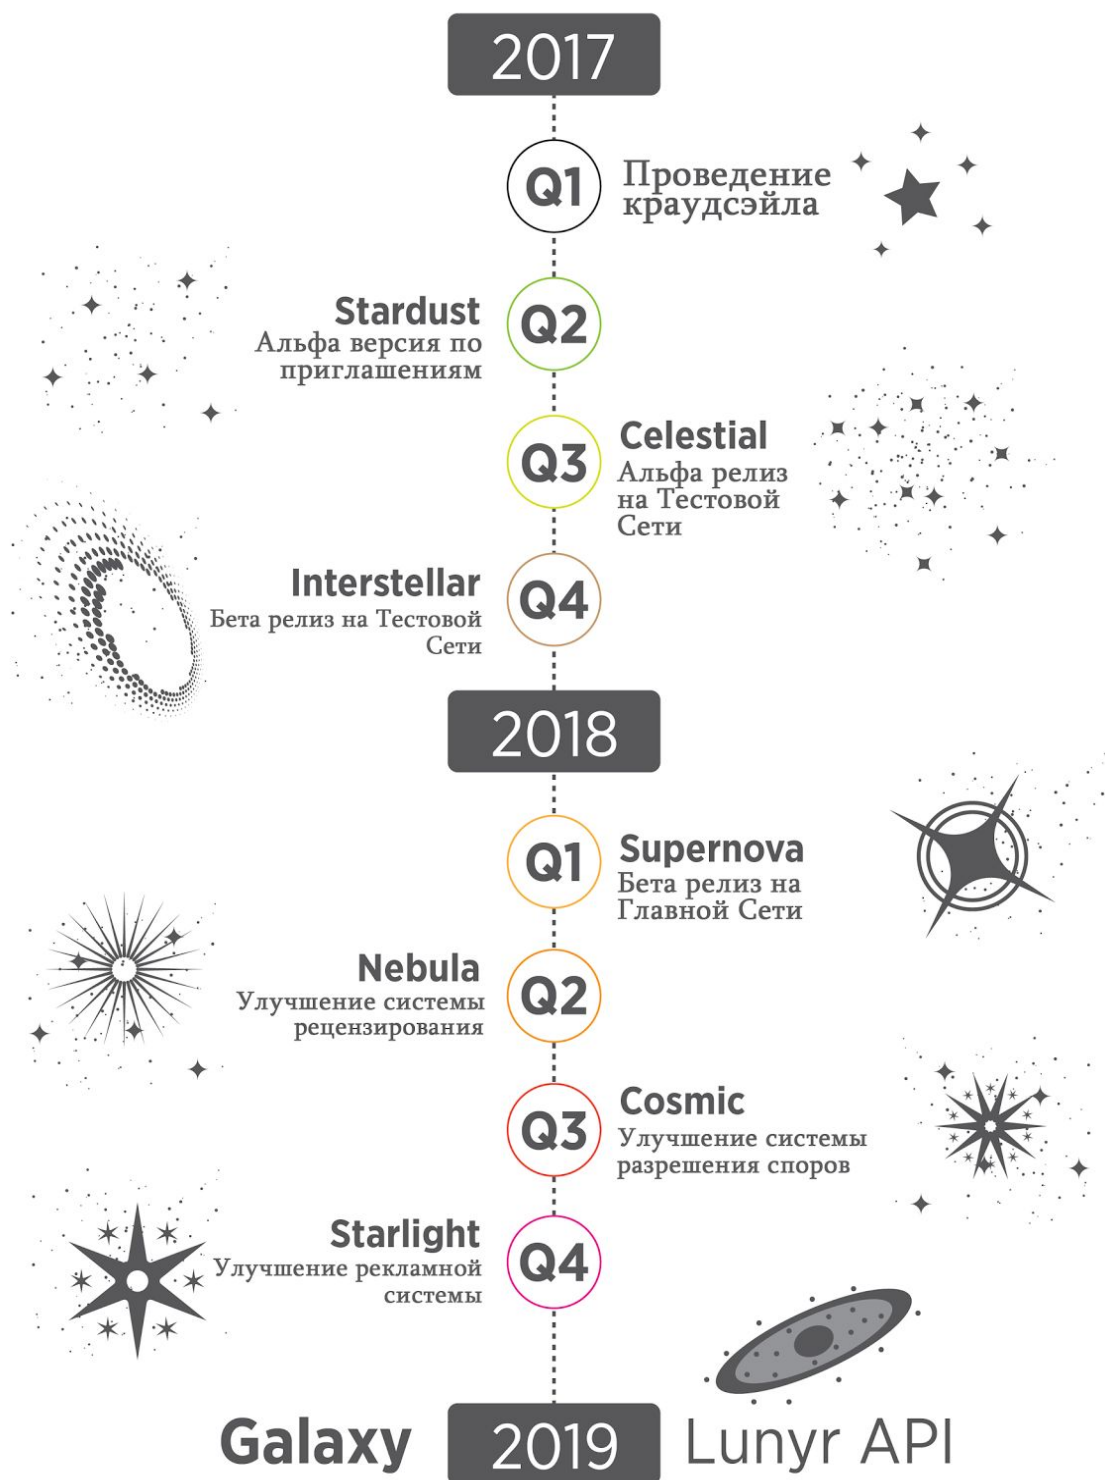 2017
Q1
Проведение
краудсэйла
Stardust
Альфа версия по
приглашениям
Q2
Q3
Celestial
Альфа релиз
на Тестовой
Сети
Interstellar
Бета релиз на Тестовой
Сети
Q4
2018
Q1
Supernova
Бета релиз на
Главной Сети
Nebula
Улучшение системы
рецензирования
Q2
Q3
Cosmic
Улучшение системы
разрешения споров
Starlight
Улучшение рекламной
системы
Q4
Galaxy
2019
Lunyr API